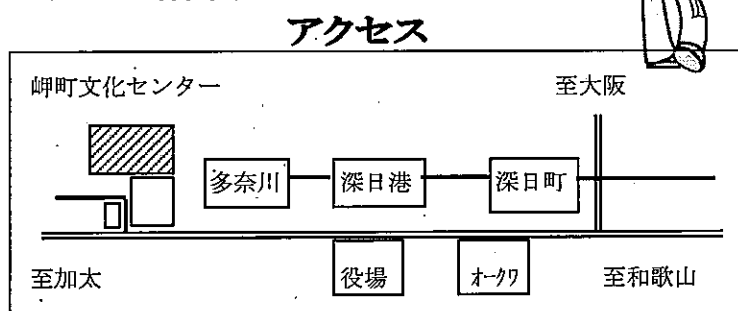 アクセス
岬町文化センター
至大阪
多奈川
深日港
深日町
至加太
役場
オークワ
至和歌山